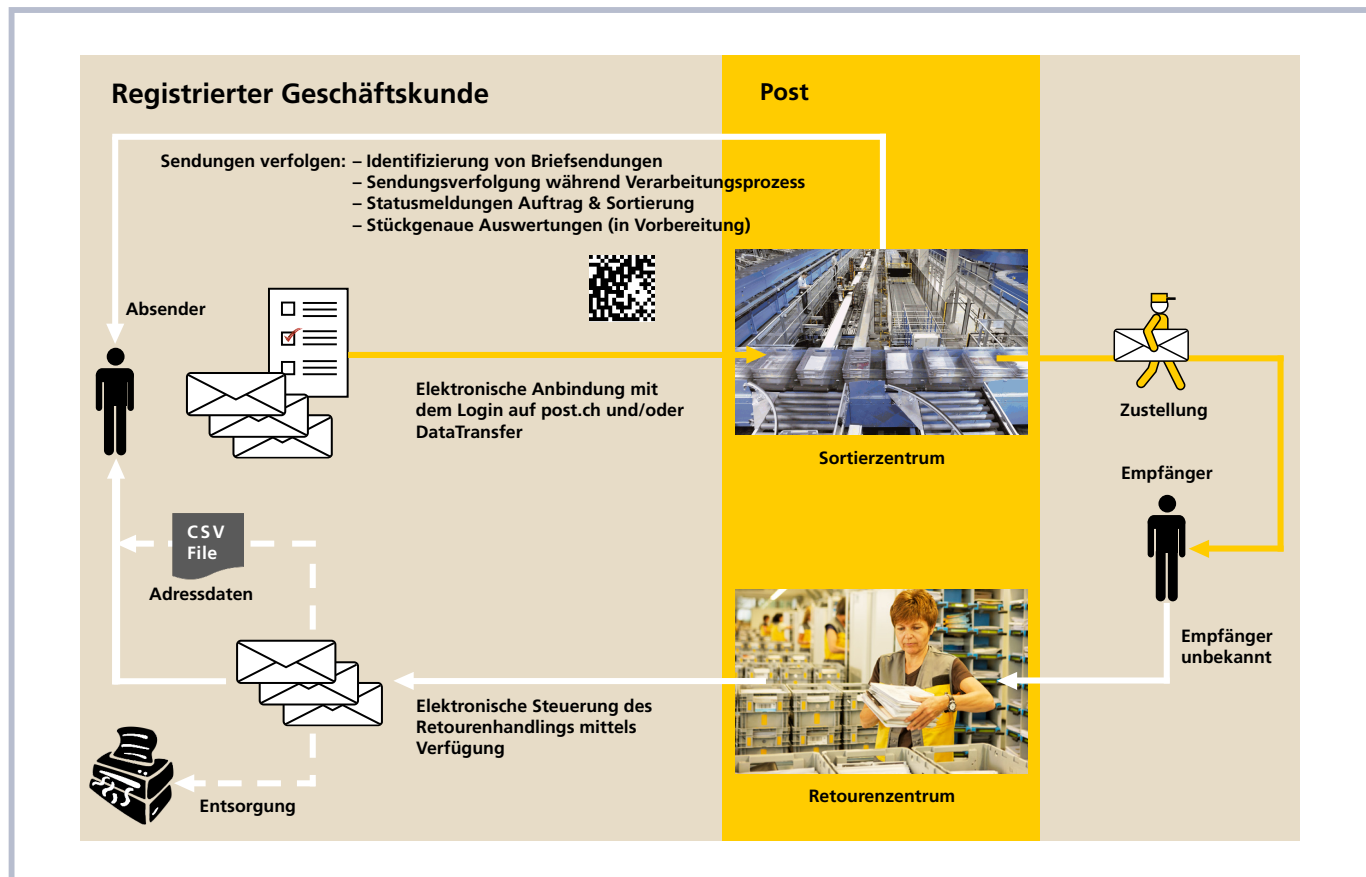 Registrierter Geschäftskunde
Post
Sendungen verfolgen: – Identifizierung von Briefsendungen
– Sendungsverfolgung während Verarbeitungsprozess
– Statusmeldungen Auftrag & Sortierung
– Stückgenaue Auswertungen (in Vorbereitung)
Absender
Elektronische Anbindung mit
dem Login auf post.ch und/oder
DataTransfer
Sortierzentrum
Zustellung
Empfänger
CSV
File
Adressdaten
Empfänger
unbekannt
Elektronische Steuerung des
Retourenhandlings mittels
Verfügung
Entsorgung
Retourenzentrum